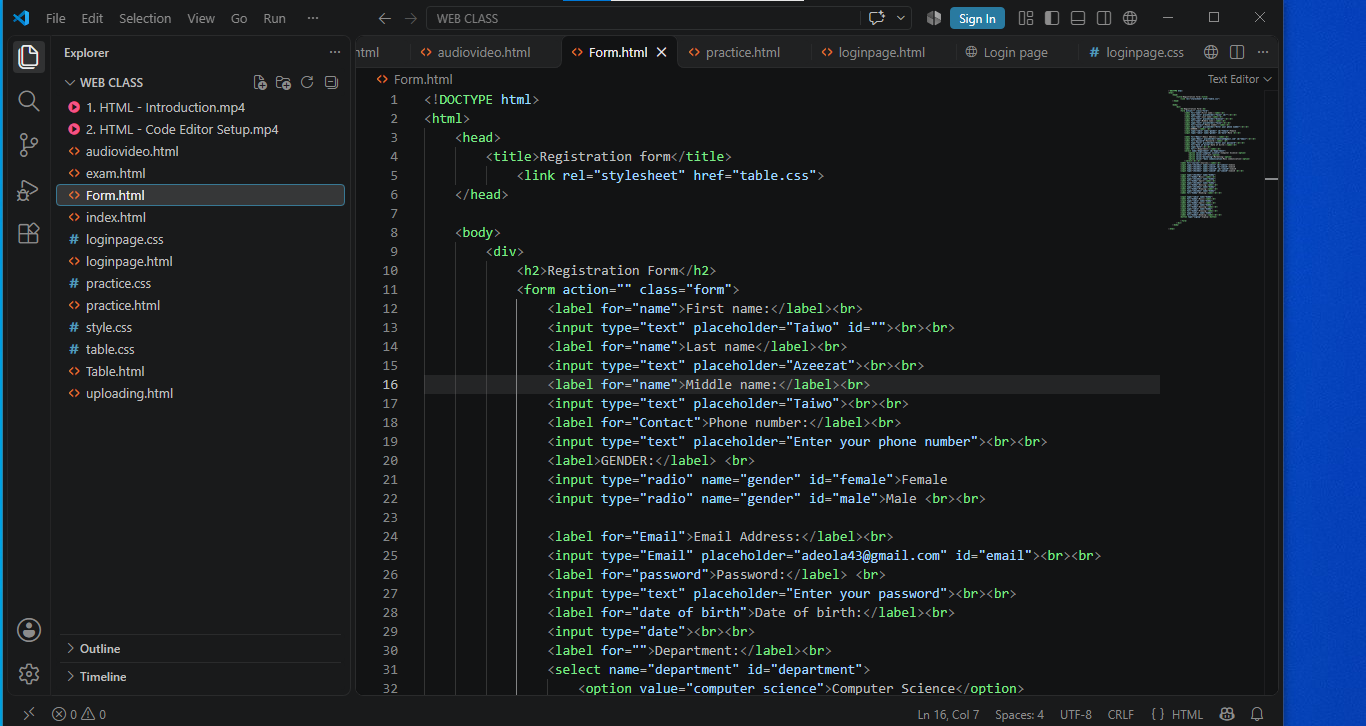 File Edit Selection View Go Run ··· WEB CLASS Sign In
Explorer ···
WEB CLASS
1. HTML - Introduction.mp4
2. HTML - Code Editor Setup.mp4
audiovideo.html
exam.html
Form.html
index.html
loginpage.css
loginpage.html
practice.css
practice.html
style.css
table.css
Table.html
uploading.html
Outline
Timeline
html audiovideo.html Form.html practice.html loginpage.html Login page loginpage.css ···
Form.html Text Editor
1 <!DOCTYPE html>
2 <html>
3 <head>
4 <title>Registration form</title>
5 <link rel="stylesheet" href="table.css">
6 </head>
7
8 <body>
9 <div>
10 <h2>Registration Form</h2>
11 <form action="" class="form">
12 <label for="name">First name:</label><br>
13 <input type="text" placeholder="Taiwo" id=""><br><br>
14 <label for="name">Last name</label><br>
15 <input type="text" placeholder="Azeezat"><br><br>
16 <label for="name">Middle name:</label><br>
17 <input type="text" placeholder="Taiwo"><br><br>
18 <label for="Contact">Phone number:</label><br>
19 <input type="text" placeholder="Enter your phone number"><br><br>
20 <label>GENDER:</label> <br>
21 <input type="radio" name="gender" id="female">Female
22 <input type="radio" name="gender" id="male">Male <br><br>
23
24 <label for="Email">Email Address:</label><br>
25 <input type="Email" placeholder="adeola43@gmail.com" id="email"><br><br>
26 <label for="password">Password:</label> <br>
27 <input type="text" placeholder="Enter your password"><br><br>
28 <label for="date of birth">Date of birth:</label><br>
29 <input type="date"><br><br>
30 <label for="">Department:</label><br>
31 <select name="department" id="department">
32 <option value="computer science">Computer Science</option>
0 0 Ln 16, Col 7 Spaces: 4 UTF-8 CRLF {} HTML